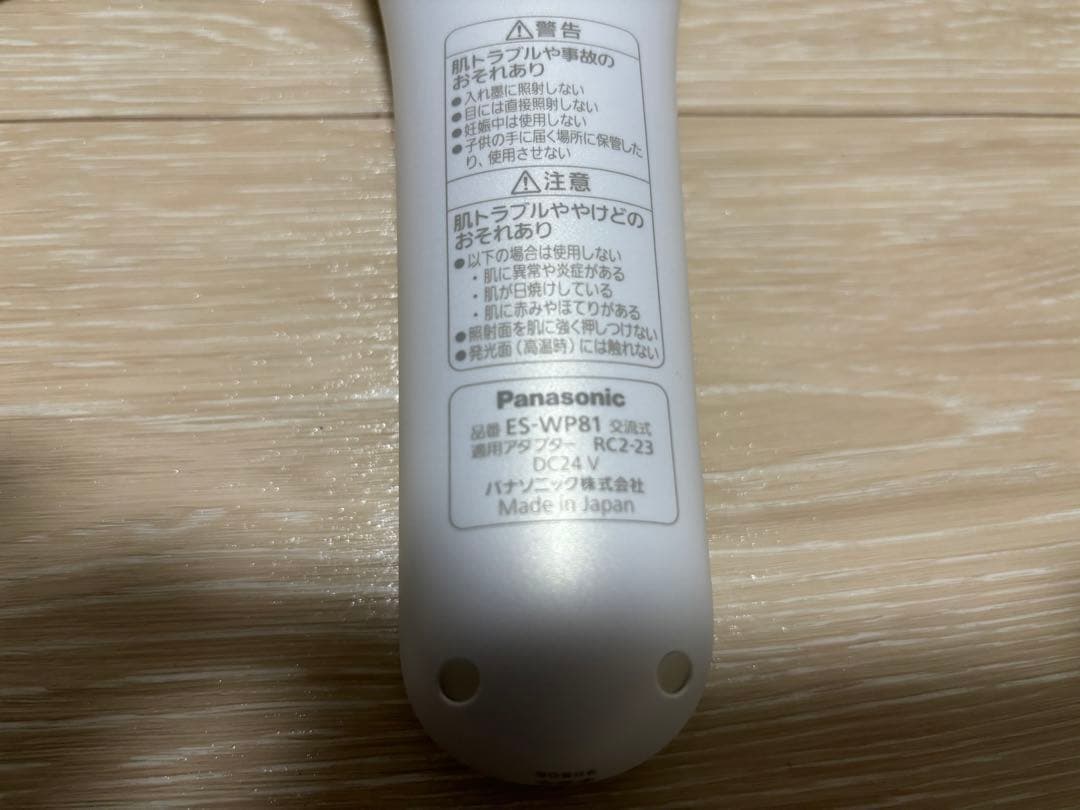 ⚠警告
肌トラブルや事故の
おそれあり
●入れ墨に照射しない
●目には直接照射しない
●妊娠中は使用しない
●子供の手に届く場所に保管した
り、使用させない
⚠注意
肌トラブルややけどの
おそれあり
●以下の場合は使用しない
・肌に異常や炎症がある
・肌が日焼けしている
・肌に赤みやほてりがある
●照射面を肌に強く押しつけない
●発光面(高温時)には触れない
Panasonic
品番 ES-WP81 交流式
適用アダプター RC2-23
DC24 V
パナソニック株式会社
Made in Japan